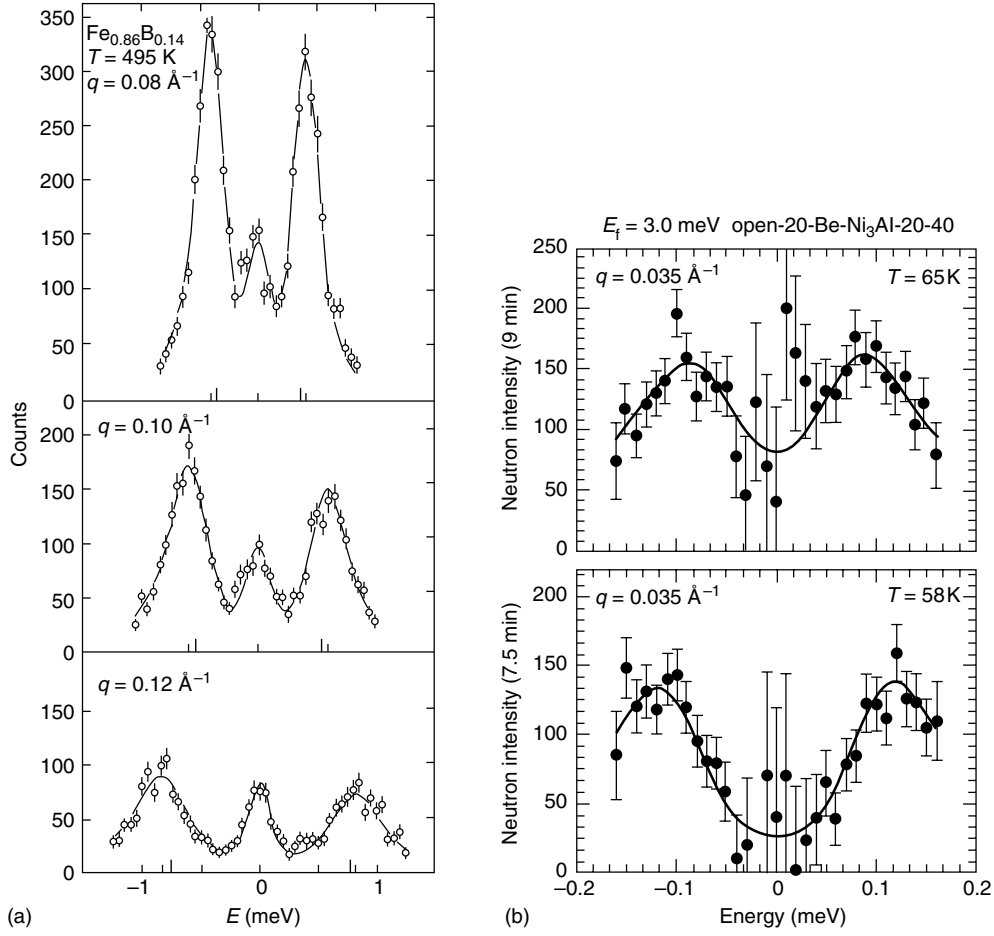 350
300
250
200
150
100
50
0
Fe0.86B0.14
T = 495 K
q = 0.08 Å−1
200
150
100
50
0
q = 0.10 Å−1
150
100
50
0
q = 0.12 Å−1
Counts
−1 0 1
(a) E (meV)
Ef = 3.0 meV open-20-Be-Ni3Al-20-40
250
200
150
100
50
0
q = 0.035 Å−1 T = 65 K
Neutron intensity (9 min)
200
150
100
50
0
q = 0.035 Å−1 T = 58 K
Neutron intensity (7.5 min)
−0.2 −0.1 0 0.1 0.2
(b) Energy (meV)